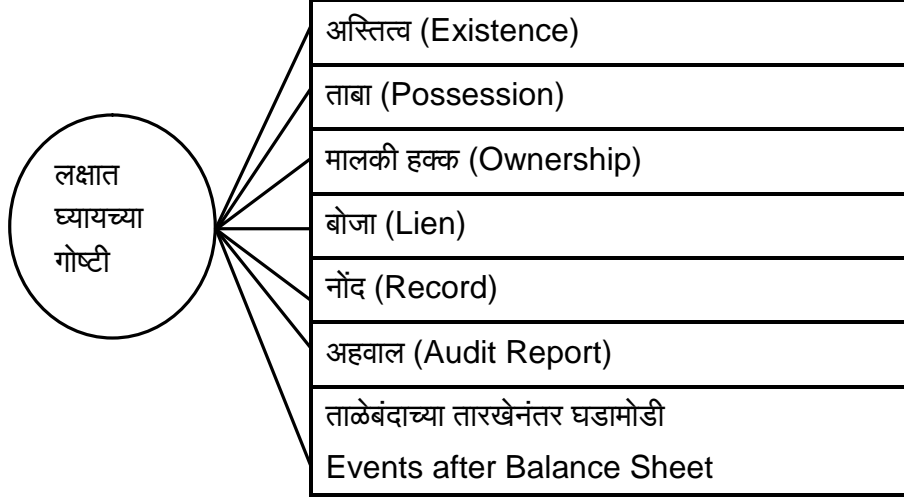 लक्षात
घ्यायच्या
गोष्टी
अस्तित्व (Existence)
ताबा (Possession)
मालकी हक्क (Ownership)
बोजा (Lien)
नोंद (Record)
अहवाल (Audit Report)
ताळेबंदाच्या तारखेनंतर घडामोडी
Events after Balance Sheet